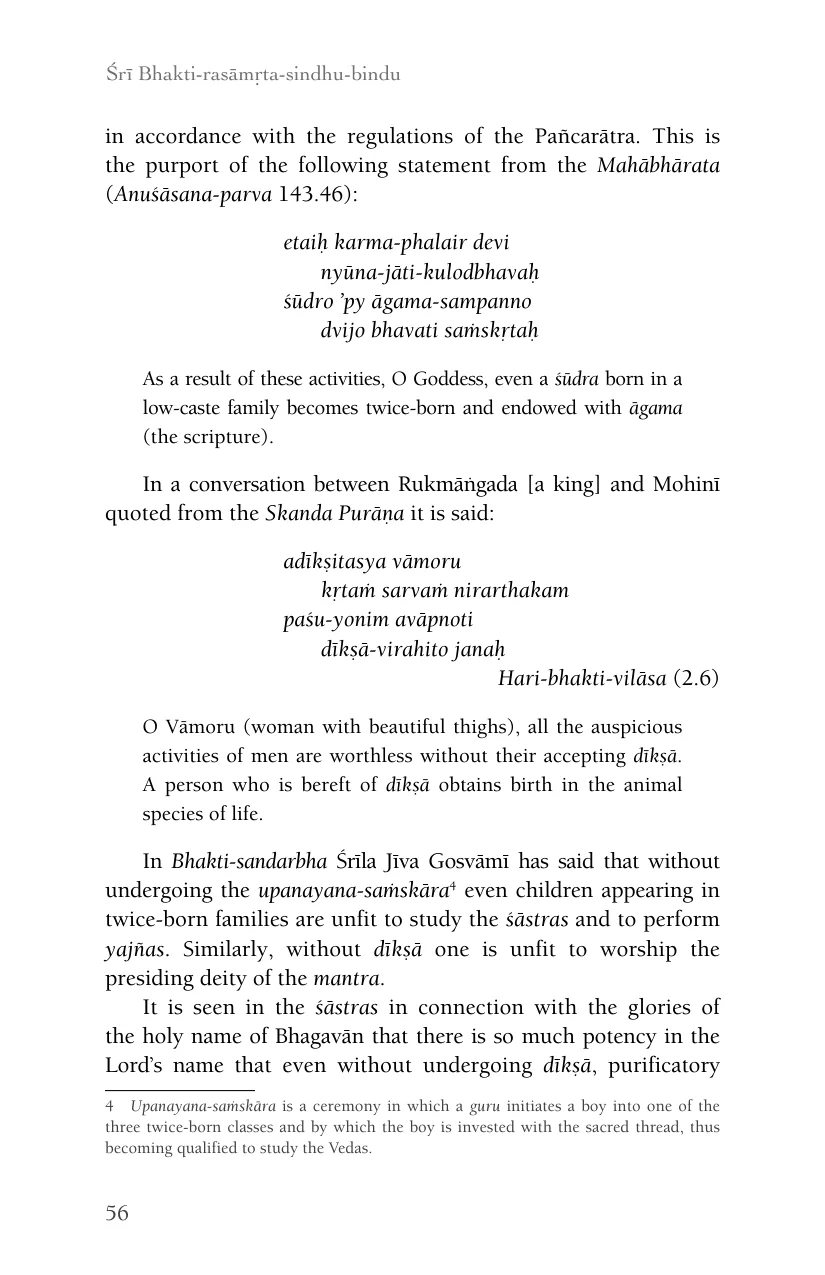 Śrī Bhakti-rasāmṛta-sindhu-bindu
in accordance with the regulations of the Pañcarātra. This is
the purport of the following statement from the Mahābhārata
(Anuśāsana-parva 143.46):
etaiḥ karma-phalair devi
nyūna-jāti-kulodbhavaḥ
śūdro ’py āgama-sampanno
dvijo bhavati saṁskṛtaḥ
As a result of these activities, O Goddess, even a śūdra born in a
low-caste family becomes twice-born and endowed with āgama
(the scripture).
In a conversation between Rukmāṅgada [a king] and Mohinī
quoted from the Skanda Purāṇa it is said:
adīkṣitasya vāmoru
kṛtaṁ sarvaṁ nirarthakam
paśu-yonim avāpnoti
dīkṣā-virahito janaḥ
Hari-bhakti-vilāsa (2.6)
O Vāmoru (woman with beautiful thighs), all the auspicious
activities of men are worthless without their accepting dīkṣā.
A person who is bereft of dīkṣā obtains birth in the animal
species of life.
In Bhakti-sandarbha Śrīla Jīva Gosvāmī has said that without
undergoing the upanayana-saṁskāra⁴ even children appearing in
twice-born families are unfit to study the śāstras and to perform
yajñas. Similarly, without dīkṣā one is unfit to worship the
presiding deity of the mantra.
It is seen in the śāstras in connection with the glories of
the holy name of Bhagavān that there is so much potency in the
Lord’s name that even without undergoing dīkṣā, purificatory
4 Upanayana-saṁskāra is a ceremony in which a guru initiates a boy into one of the
three twice-born classes and by which the boy is invested with the sacred thread, thus
becoming qualified to study the Vedas.
56